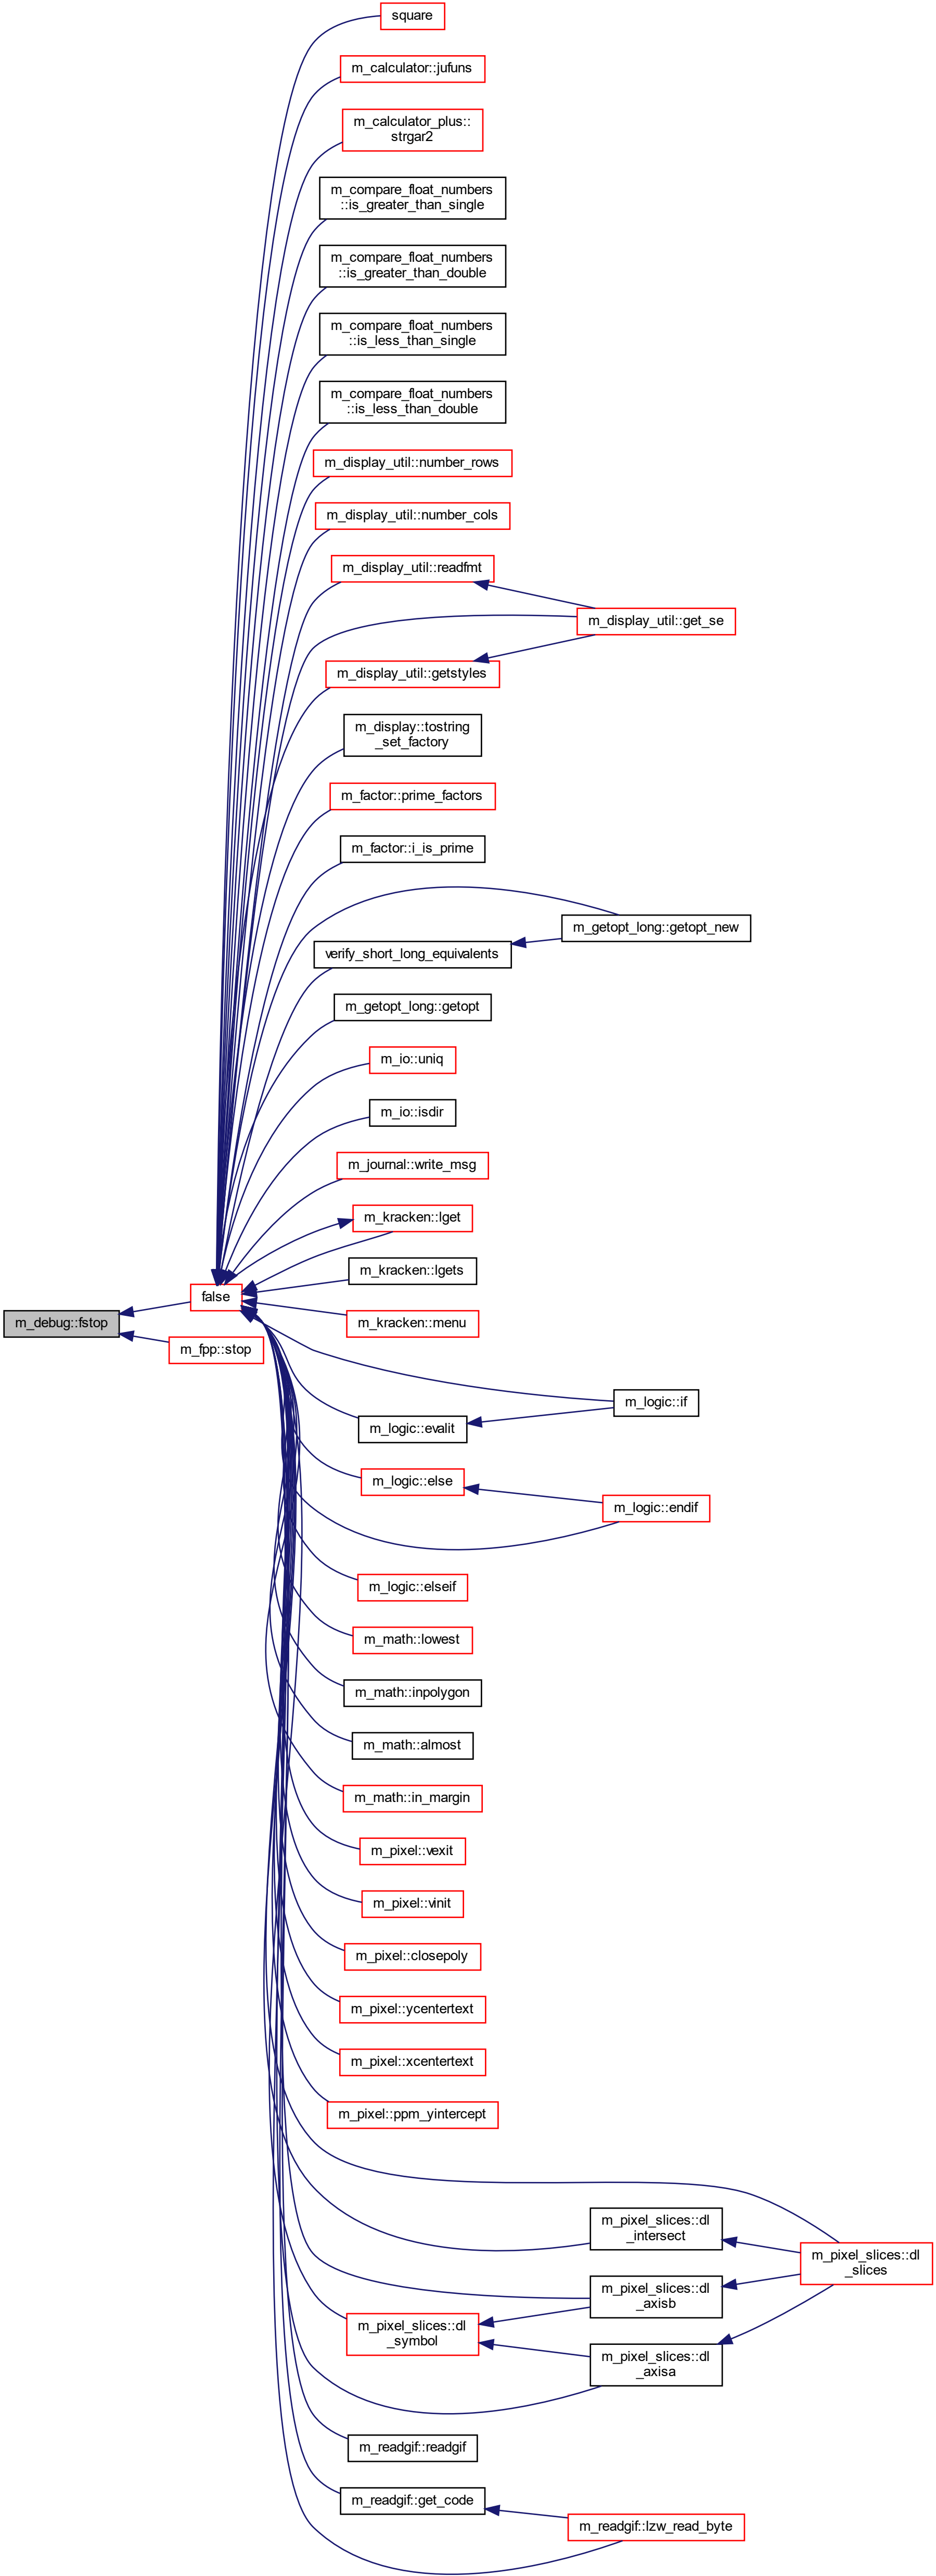 square
m_calculator::jufuns
m_calculator_plus::
strgar2
m_compare_float_numbers
::is_greater_than_single
m_compare_float_numbers
::is_greater_than_double
m_compare_float_numbers
::is_less_than_single
m_compare_float_numbers
::is_less_than_double
m_display_util::number_rows
m_display_util::number_cols
m_display_util::readfmt
m_display_util::get_se
m_display_util::getstyles
m_display::tostring
_set_factory
m_factor::prime_factors
m_factor::i_is_prime
m_getopt_long::getopt_new
verify_short_long_equivalents
m_getopt_long::getopt
m_io::uniq
m_io::isdir
m_journal::write_msg
m_kracken::lget
m_kracken::lgets
false
m_debug::fstop
m_kracken::menu
m_fpp::stop
m_logic::if
m_logic::evalit
m_logic::else
m_logic::endif
m_logic::elseif
m_math::lowest
m_math::inpolygon
m_math::almost
m_math::in_margin
m_pixel::vexit
m_pixel::vinit
m_pixel::closepoly
m_pixel::ycentertext
m_pixel::xcentertext
m_pixel::ppm_yintercept
m_pixel_slices::dl
_intersect
m_pixel_slices::dl
_slices
m_pixel_slices::dl
_axisb
m_pixel_slices::dl
_symbol
m_pixel_slices::dl
_axisa
m_readgif::readgif
m_readgif::get_code
m_readgif::lzw_read_byte